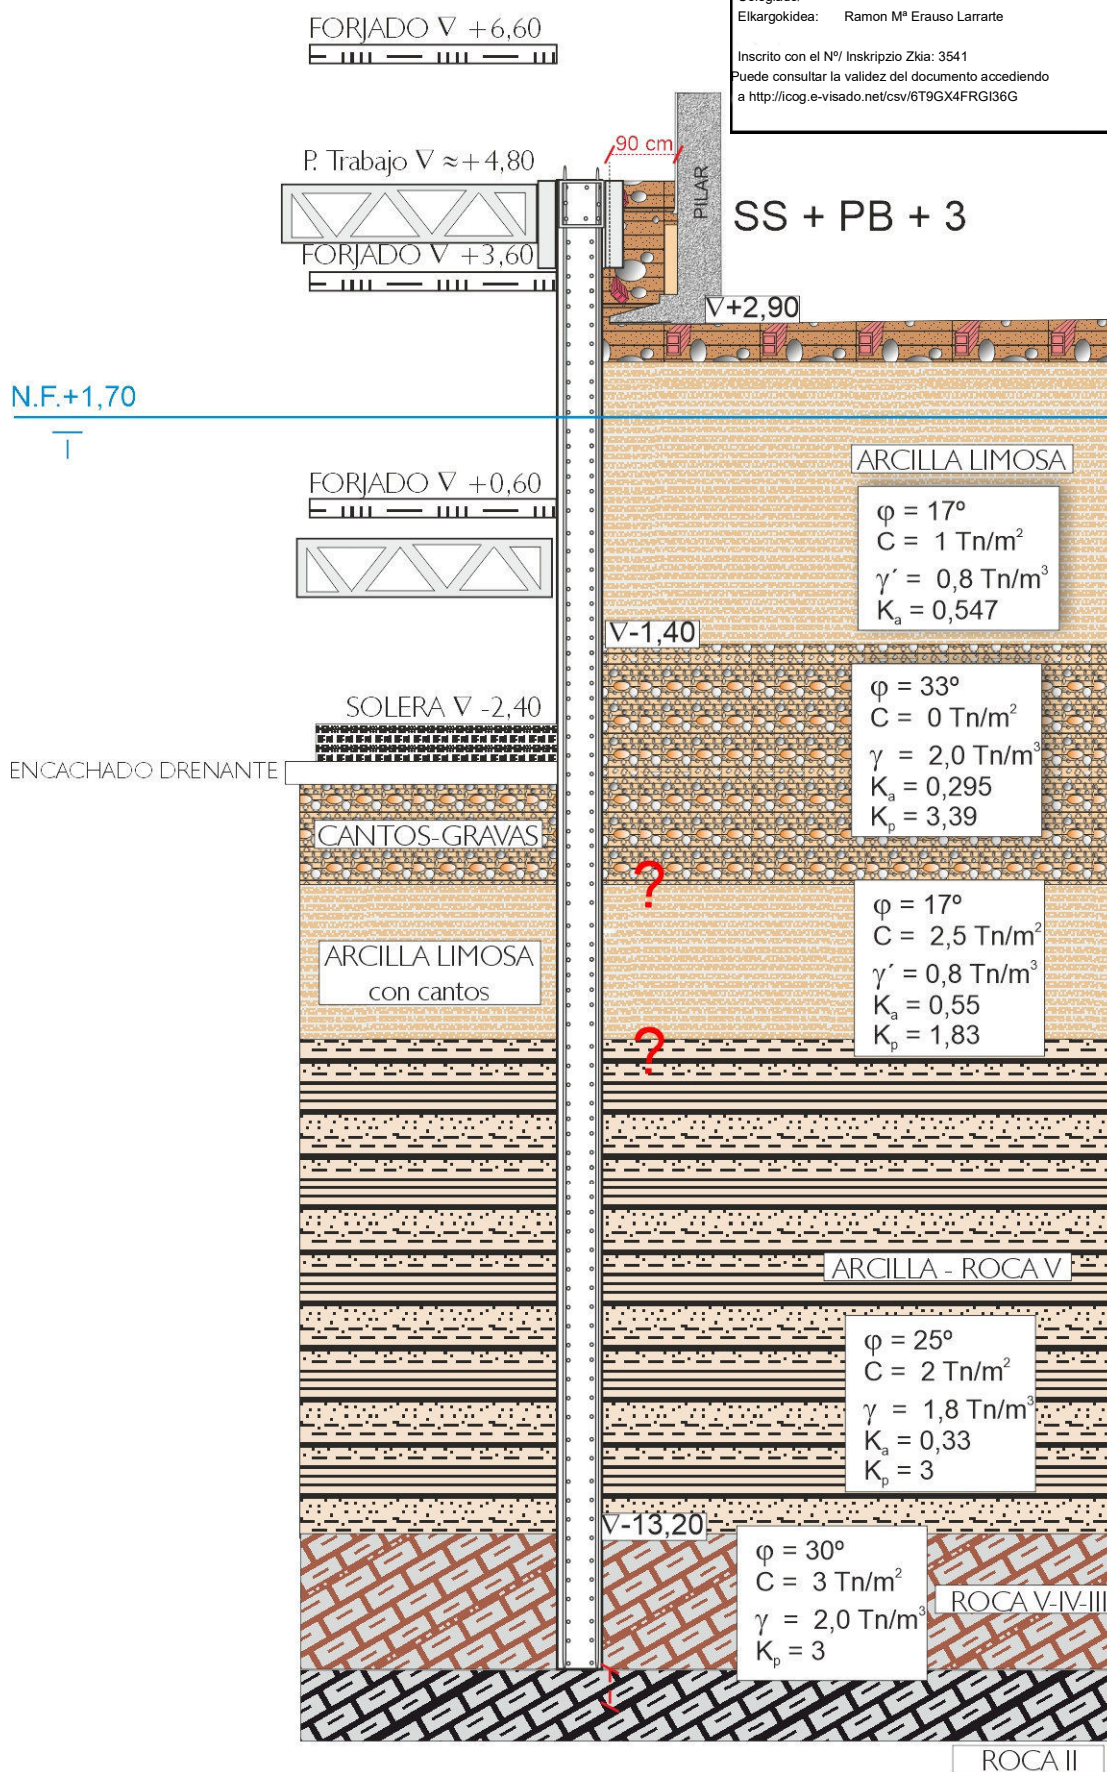 Elkargokidea: Ramon Mª Erauso Larrarte
Inscrito con el Nº/ Inskripzio Zkia: 3541
Puede consultar la validez del documento accediendo
a http://icog.e-visado.net/csv/6T9GX4FRGI36G
FORJADO ∇ +6,60
P. Trabajo ∇ ≈+4,80
90 cm
PILAR
SS + PB + 3
FORJADO ∇ +3,60
∇+2,90
N.F.+1,70
ARCILLA LIMOSA
FORJADO ∇ +0,60
φ = 17º
C = 1 Tn/m²
γ´ = 0,8 Tn/m³
Kₐ = 0,547
∇-1,40
φ = 33º
C = 0 Tn/m²
γ = 2,0 Tn/m³
Kₐ = 0,295
Kₚ = 3,39
SOLERA ∇ -2,40
ENCACHADO DRENANTE
CANTOS-GRAVAS
?
φ = 17º
C = 2,5 Tn/m²
γ´ = 0,8 Tn/m³
Kₐ = 0,55
Kₚ = 1,83
ARCILLA LIMOSA
con cantos
?
ARCILLA - ROCA V
φ = 25º
C = 2 Tn/m²
γ = 1,8 Tn/m³
Kₐ = 0,33
Kₚ = 3
∇-13,20
φ = 30º
C = 3 Tn/m²
γ = 2,0 Tn/m³
Kₚ = 3
ROCA V-IV-III
ROCA II